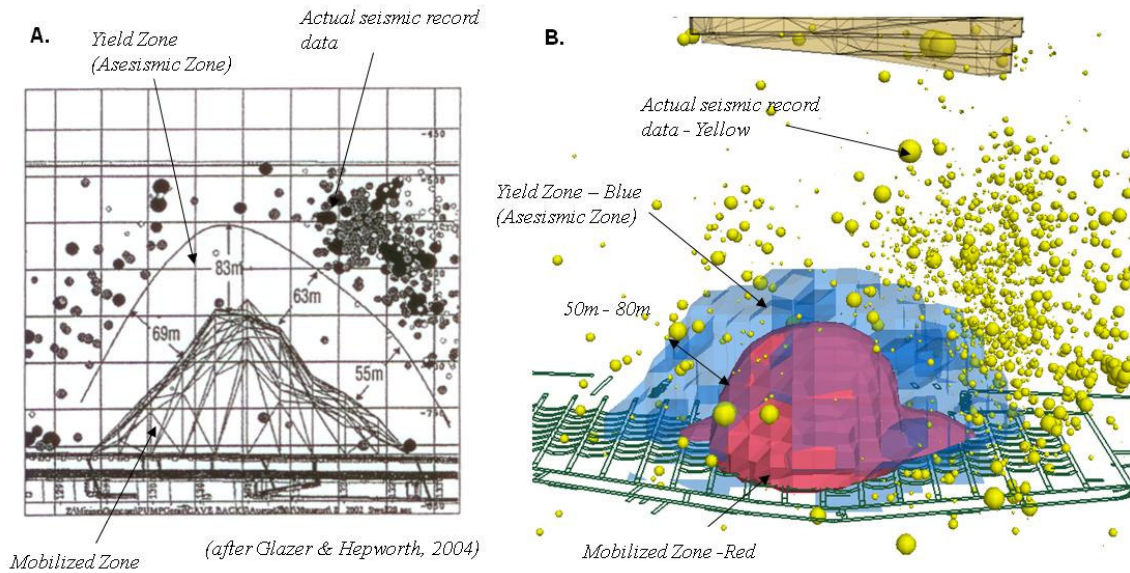 A.
Actual seismic record
data
Yield Zone
(Asesismic Zone)
83m
63m
69m
55m
Mobilized Zone
(after Glazer & Hepworth, 2004)
B.
Actual seismic record
data - Yellow
Yield Zone – Blue
(Asesismic Zone)
50m - 80m
Mobilized Zone -Red